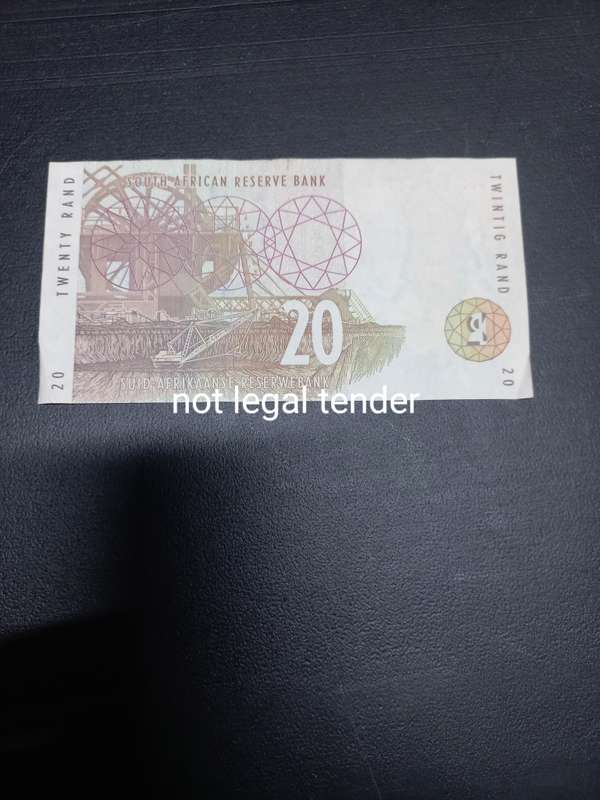 SOUTH AFRICAN RESERVE BANK
TWENTY RAND
TWINTIG RAND
20
20
20
SUID-AFRIKAANSE RESERWEBANK
not legal tender